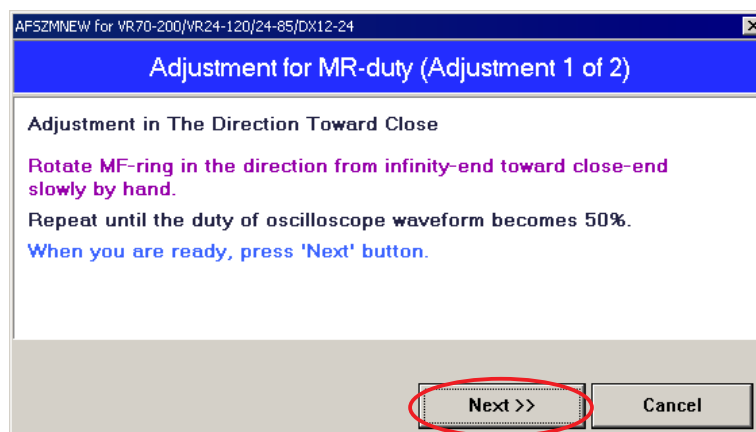 AFSZMNEW for VR70-200/VR24-120/24-85/DX12-24
Adjustment for MR-duty (Adjustment 1 of 2)
Adjustment in The Direction Toward Close
Rotate MF-ring in the direction from infinity-end toward close-end
slowly by hand.
Repeat until the duty of oscilloscope waveform becomes 50%.
When you are ready, press 'Next' button.
Next >>
Cancel